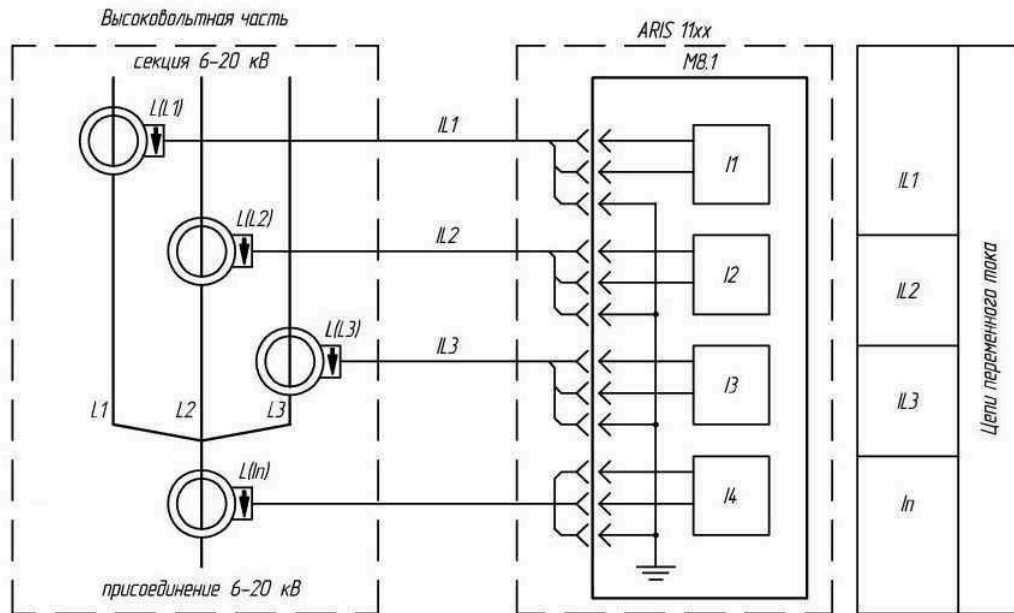 Высоковольтная часть
ARIS 11xx
секция 6-20 кВ
M8.1
L(L1)
IL1
I1
IL1
L(L2)
IL2
I2
IL2
L(L3)
IL3
I3
IL3
L1
L2
L3
L(In)
I4
In
Цепи переменного тока
присоединение 6-20 кВ